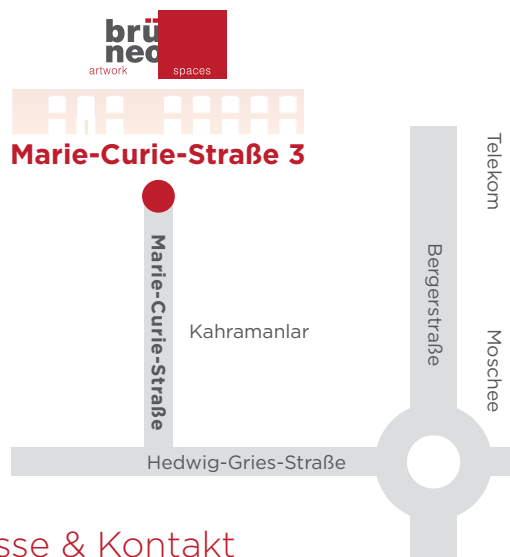 brü
neo
artwork spaces
Marie-Curie-Straße 3
Telekom
Marie-Curie-Straße
Bergerstraße
Kahramanlar
Moschee
Hedwig-Gries-Straße
sse & Kontakt